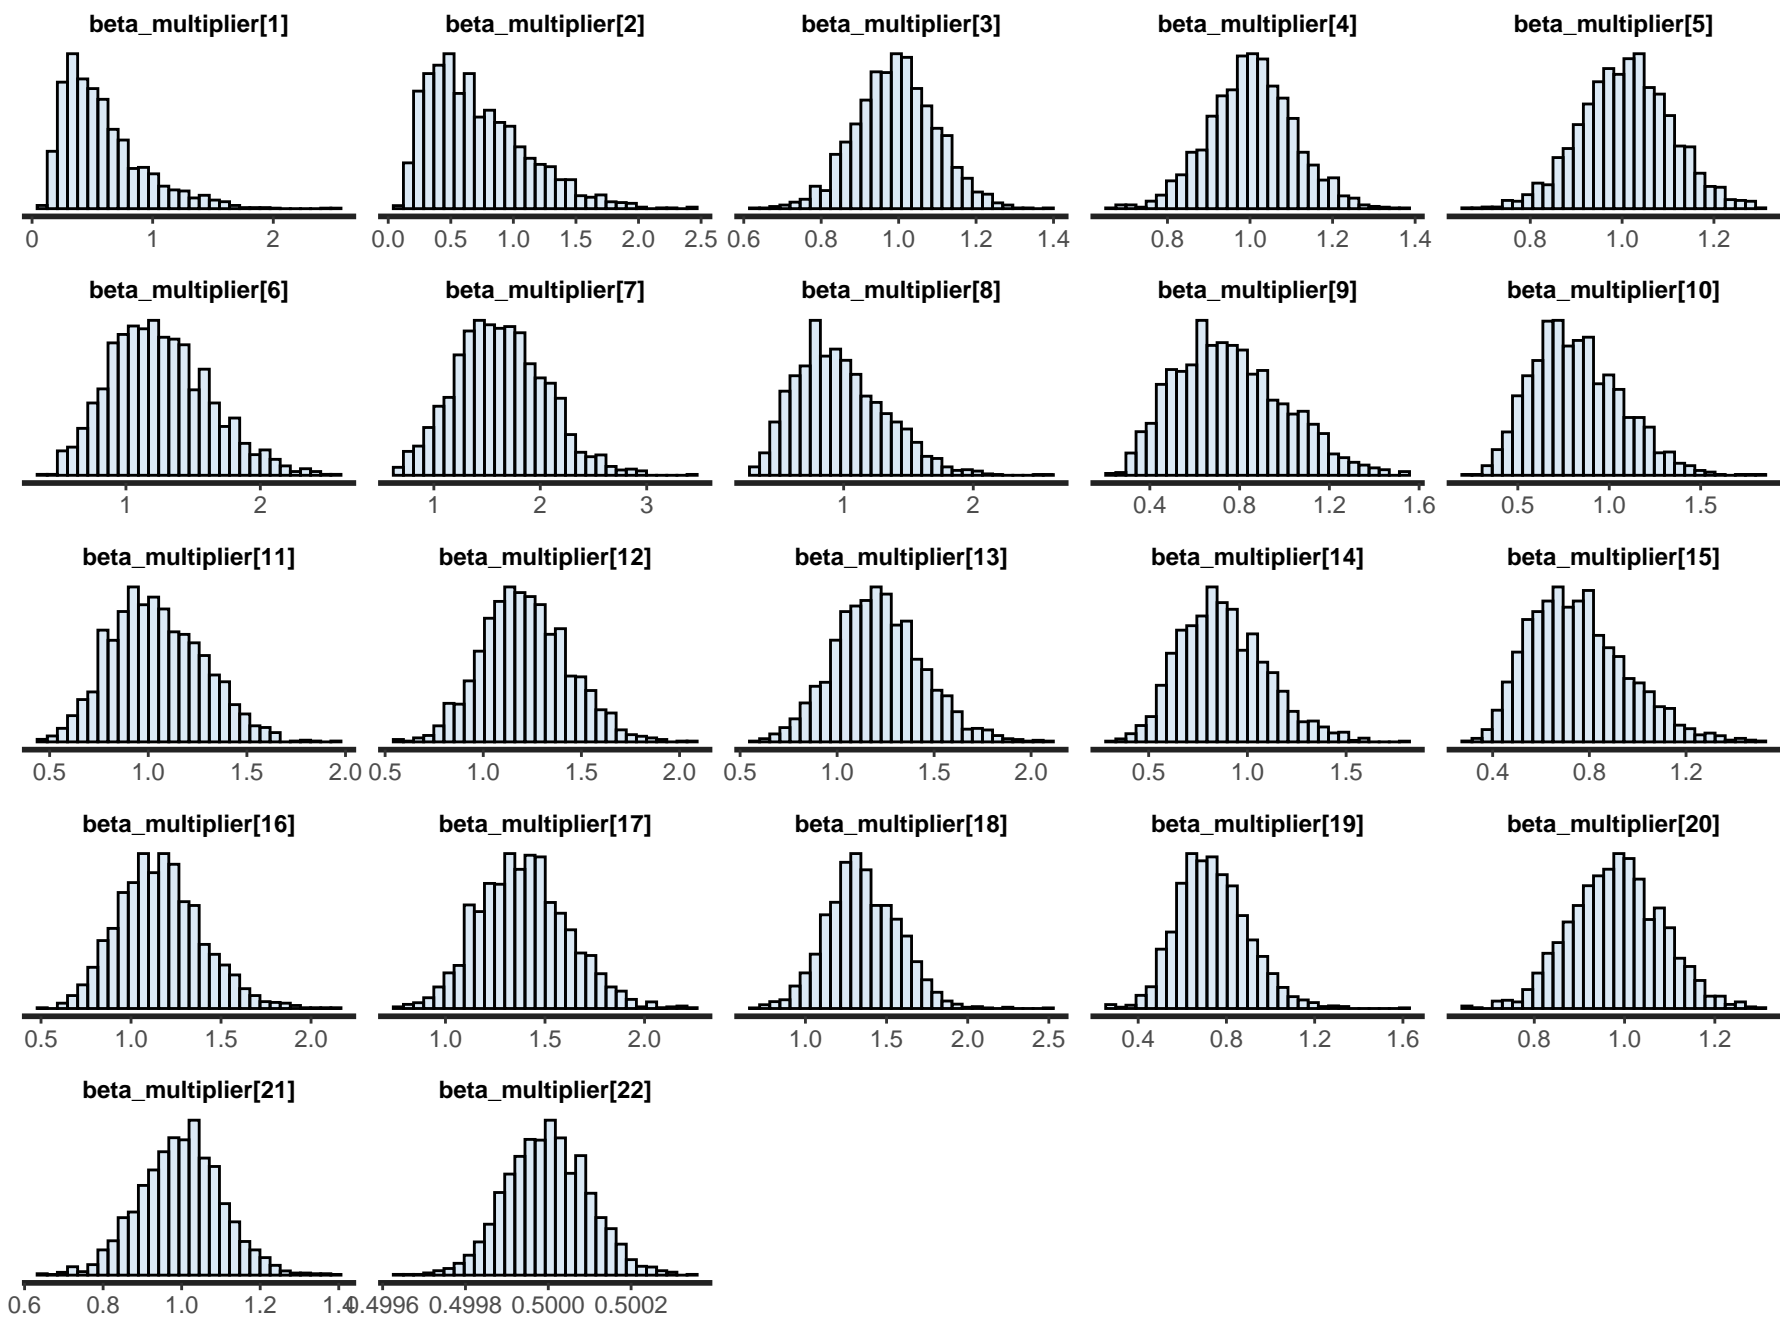 beta_multiplier[1] beta_multiplier[2] beta_multiplier[3] beta_multiplier[4] beta_multiplier[5]
0 1 2 0.0 0.5 1.0 1.5 2.0 2.5 0.6 0.8 1.0 1.2 1.4 0.8 1.0 1.2 1.4 0.8 1.0 1.2
beta_multiplier[6] beta_multiplier[7] beta_multiplier[8] beta_multiplier[9] beta_multiplier[10]
1 2 1 2 3 1 2 0.4 0.8 1.2 1.6 0.5 1.0 1.5
beta_multiplier[11] beta_multiplier[12] beta_multiplier[13] beta_multiplier[14] beta_multiplier[15]
0.5 1.0 1.5 2.0 0.5 1.0 1.5 2.0 0.5 1.0 1.5 2.0 0.5 1.0 1.5 0.4 0.8 1.2
beta_multiplier[16] beta_multiplier[17] beta_multiplier[18] beta_multiplier[19] beta_multiplier[20]
0.5 1.0 1.5 2.0 1.0 1.5 2.0 1.0 1.5 2.0 2.5 0.4 0.8 1.2 1.6 0.8 1.0 1.2
beta_multiplier[21] beta_multiplier[22]
0.6 0.8 1.0 1.2 1.4 0.4996 0.4998 0.5000 0.5002